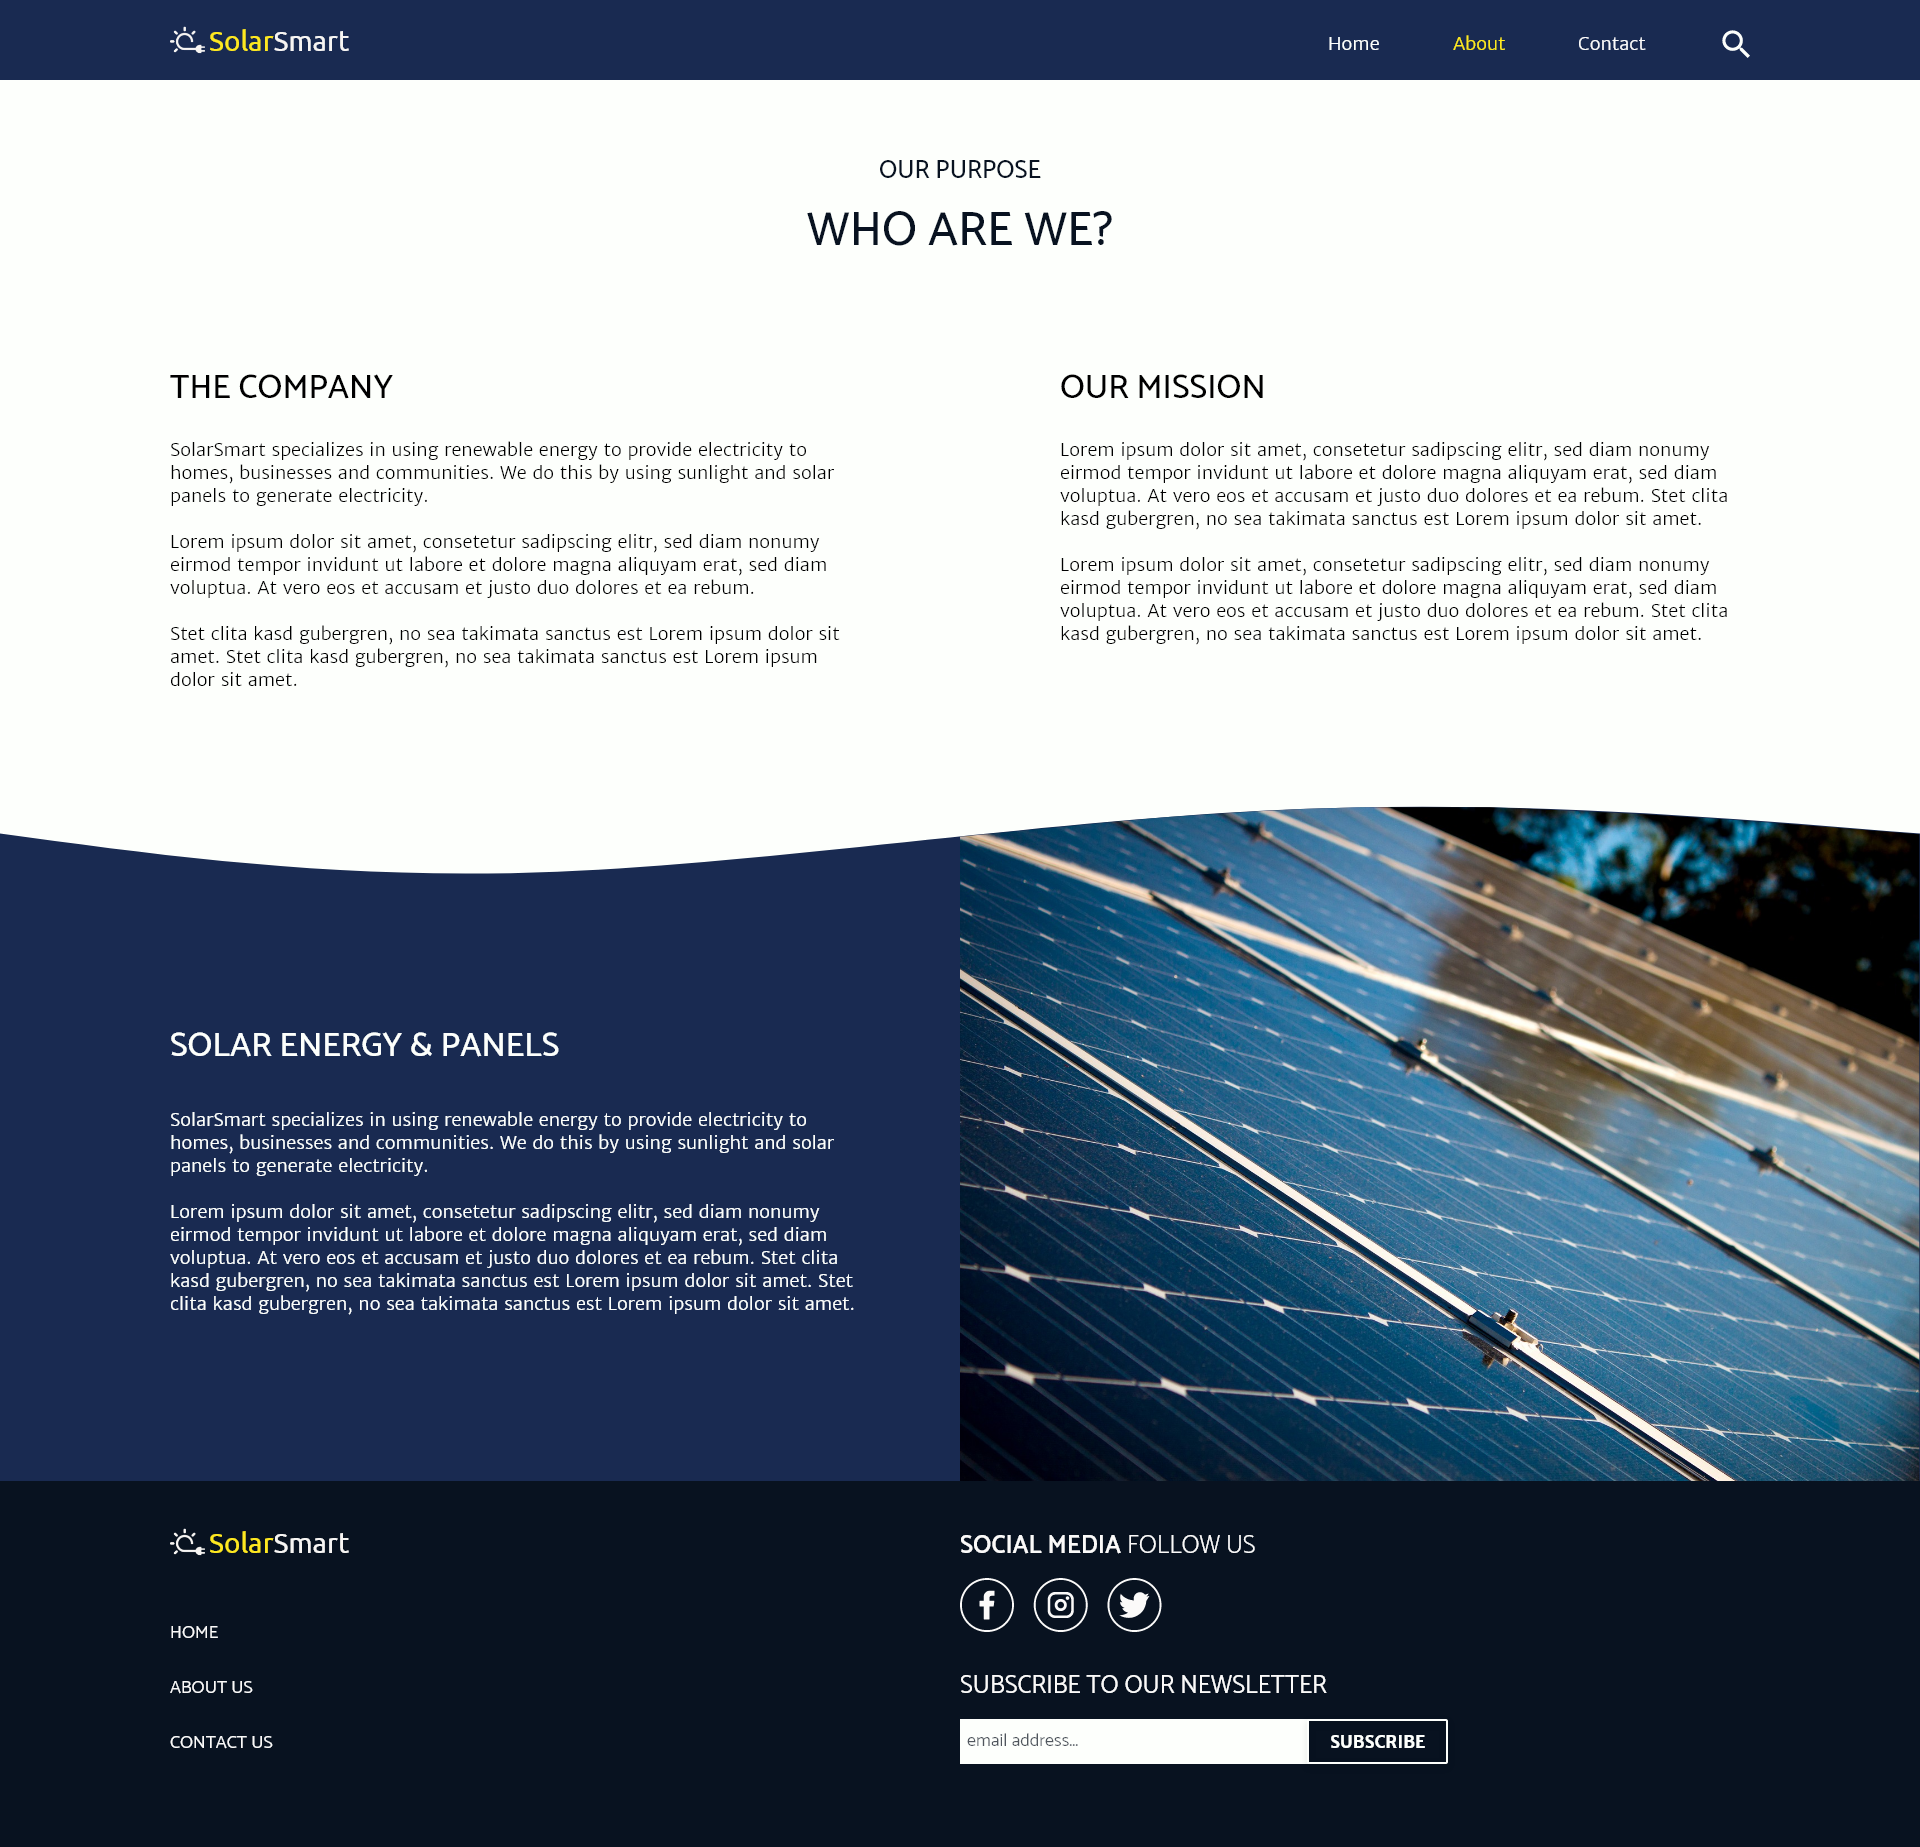 SolarSmart
Home
About
Contact
OUR PURPOSE
WHO ARE WE?
THE COMPANY
SolarSmart specializes in using renewable energy to provide electricity to
homes, businesses and communities. We do this by using sunlight and solar
panels to generate electricity.
Lorem ipsum dolor sit amet, consetetur sadipscing elitr, sed diam nonumy
eirmod tempor invidunt ut labore et dolore magna aliquyam erat, sed diam
voluptua. At vero eos et accusam et justo duo dolores et ea rebum.
Stet clita kasd gubergren, no sea takimata sanctus est Lorem ipsum dolor sit
amet. Stet clita kasd gubergren, no sea takimata sanctus est Lorem ipsum
dolor sit amet.
OUR MISSION
Lorem ipsum dolor sit amet, consetetur sadipscing elitr, sed diam nonumy
eirmod tempor invidunt ut labore et dolore magna aliquyam erat, sed diam
voluptua. At vero eos et accusam et justo duo dolores et ea rebum. Stet clita
kasd gubergren, no sea takimata sanctus est Lorem ipsum dolor sit amet.
Lorem ipsum dolor sit amet, consetetur sadipscing elitr, sed diam nonumy
eirmod tempor invidunt ut labore et dolore magna aliquyam erat, sed diam
voluptua. At vero eos et accusam et justo duo dolores et ea rebum. Stet clita
kasd gubergren, no sea takimata sanctus est Lorem ipsum dolor sit amet.
SOLAR ENERGY & PANELS
SolarSmart specializes in using renewable energy to provide electricity to
homes, businesses and communities. We do this by using sunlight and solar
panels to generate electricity.
Lorem ipsum dolor sit amet, consetetur sadipscing elitr, sed diam nonumy
eirmod tempor invidunt ut labore et dolore magna aliquyam erat, sed diam
voluptua. At vero eos et accusam et justo duo dolores et ea rebum. Stet clita
kasd gubergren, no sea takimata sanctus est Lorem ipsum dolor sit amet. Stet
clita kasd gubergren, no sea takimata sanctus est Lorem ipsum dolor sit amet.
SolarSmart
HOME
ABOUT US
CONTACT US
SOCIAL MEDIA FOLLOW US
SUBSCRIBE TO OUR NEWSLETTER
email address...
SUBSCRIBE